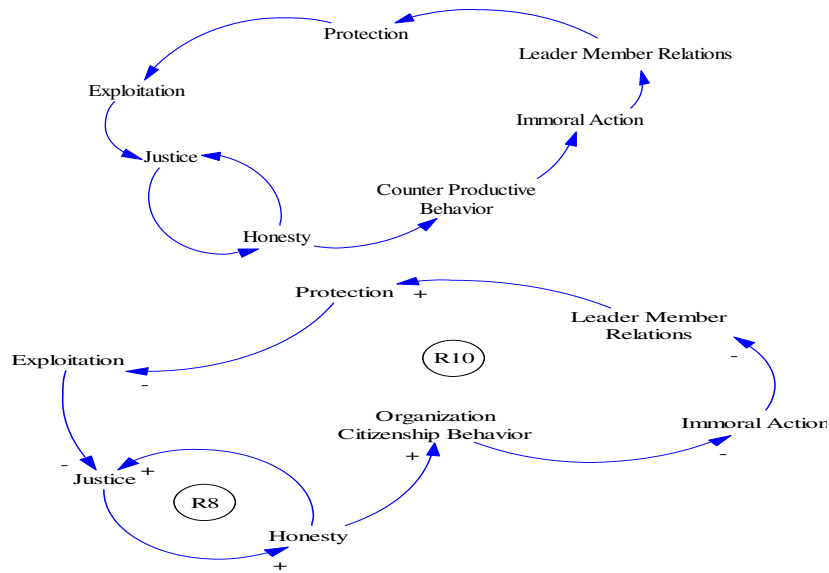 Protection
Leader Member Relations
Exploitation
Immoral Action
Justice
Counter Productive
Behavior
Honesty
Protection
+
Leader Member
Relations
-
Exploitation
-
R10
Organization
Citizenship Behavior
+
Immoral Action
-
-
Justice
+
R8
Honesty
+